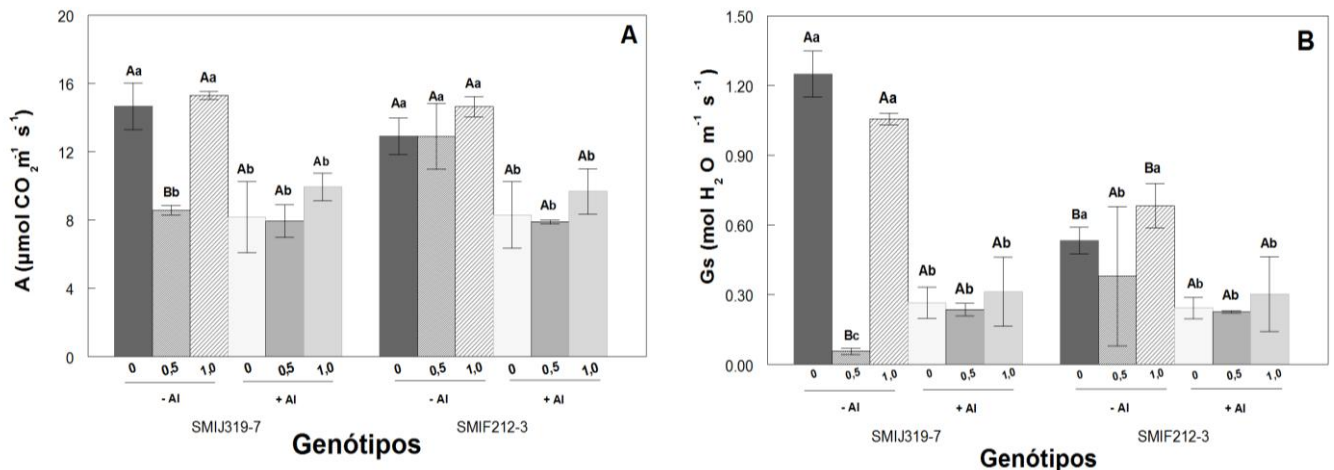 A
20
16
12
8
4
0
A (µmol CO2 m-1 s-1)
Aa Bb Aa Ab Ab Ab Aa Aa Aa Ab Ab Ab
0 0,5 1,0 0 0,5 1,0 0 0,5 1,0 0 0,5 1,0
- Al + Al - Al + Al
SMIJ319-7 SMIF212-3
Genótipos
B
1.50
1.20
0.90
0.60
0.30
0.00
Gs (mol H2O m-1 s-1)
Aa Bc Aa Ab Ab Ab Ba Ab Ba Ab Ab Ab
0 0,5 1,0 0 0,5 1,0 0 0,5 1,0 0 0,5 1,0
- Al + Al - Al + Al
SMIJ319-7 SMIF212-3
Genótipos